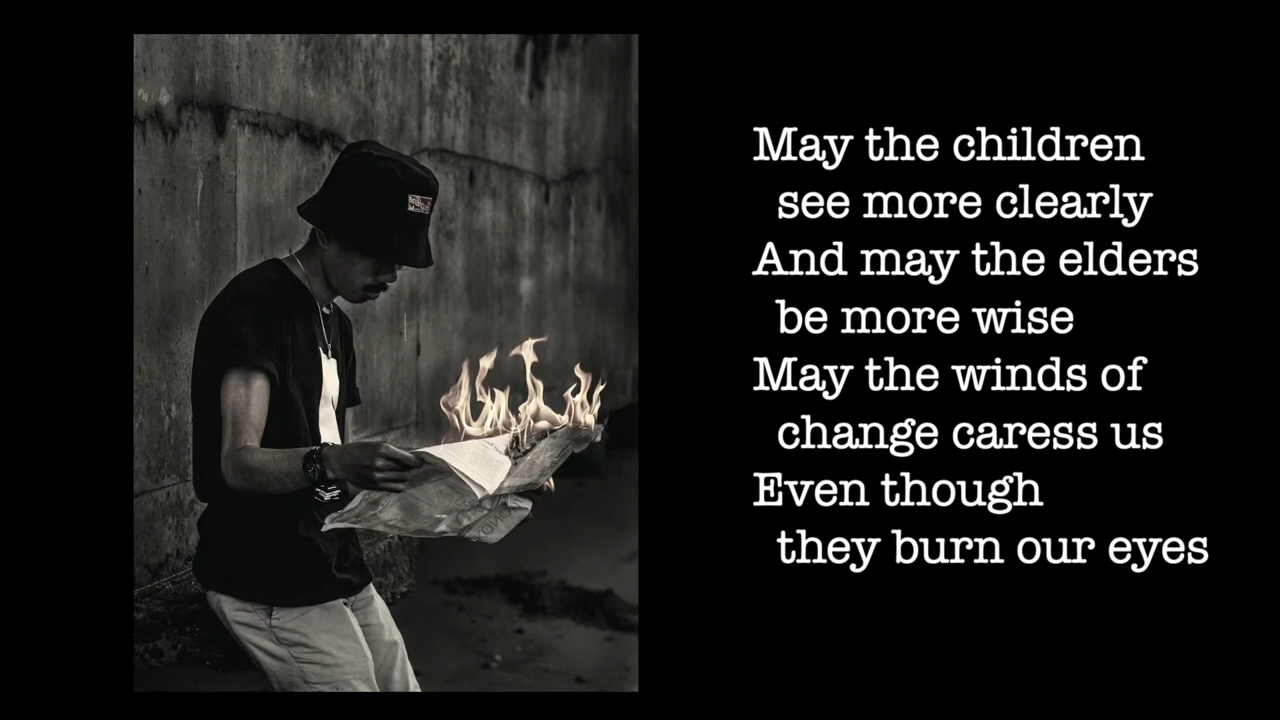 May the children
see more clearly
And may the elders
be more wise
May the winds of
change caress us
Even though
they burn our eyes